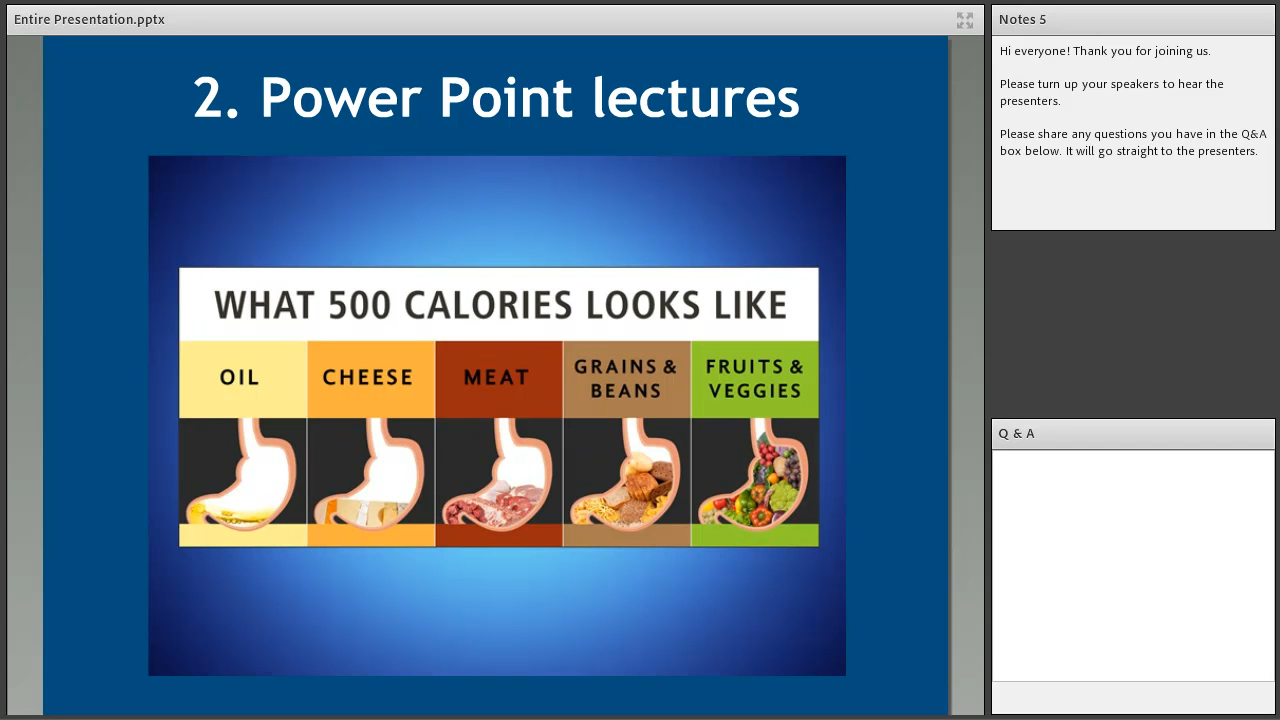 Entire Presentation.pptx
2. Power Point lectures
WHAT 500 CALORIES LOOKS LIKE
OIL
CHEESE
MEAT
GRAINS &
BEANS
FRUITS &
VEGGIES
Notes 5
Hi everyone! Thank you for joining us.
Please turn up your speakers to hear the
presenters.
Please share any questions you have in the Q&A
box below. It will go straight to the presenters.
Q & A